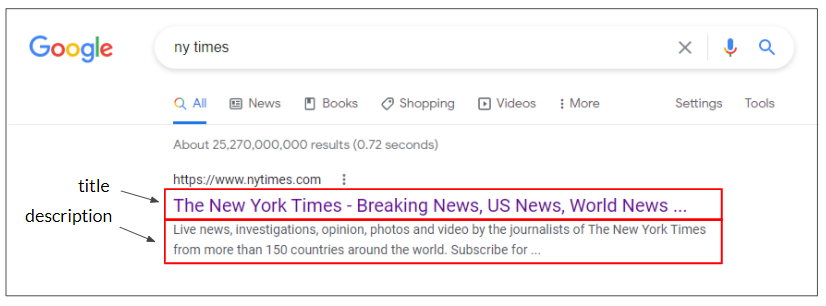 Google
ny times
All News Books Shopping Videos More Settings Tools
About 25,270,000,000 results (0.72 seconds)
https://www.nytimes.com
title
The New York Times - Breaking News, US News, World News ...
description
Live news, investigations, opinion, photos and video by the journalists of The New York Times
from more than 150 countries around the world. Subscribe for ...